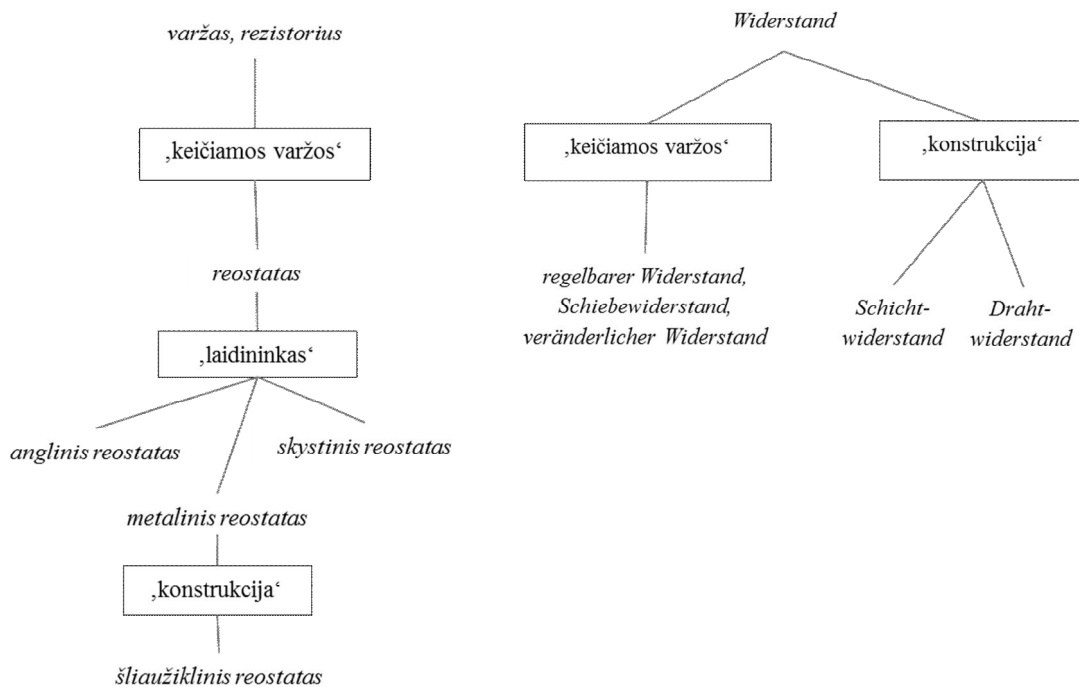 varžas, rezistorius
‚keičiamos varžos‘
reostatas
‚laidininkas‘
anglinis reostatas
skystinis reostatas
metalinis reostatas
‚konstrukcija‘
šliaužiklinis reostatas
Widerstand
‚keičiamos varžos‘
‚konstrukcija‘
regelbarer Widerstand,
Schiebewiderstand,
veränderlicher Widerstand
Schicht-
widerstand
Draht-
widerstand